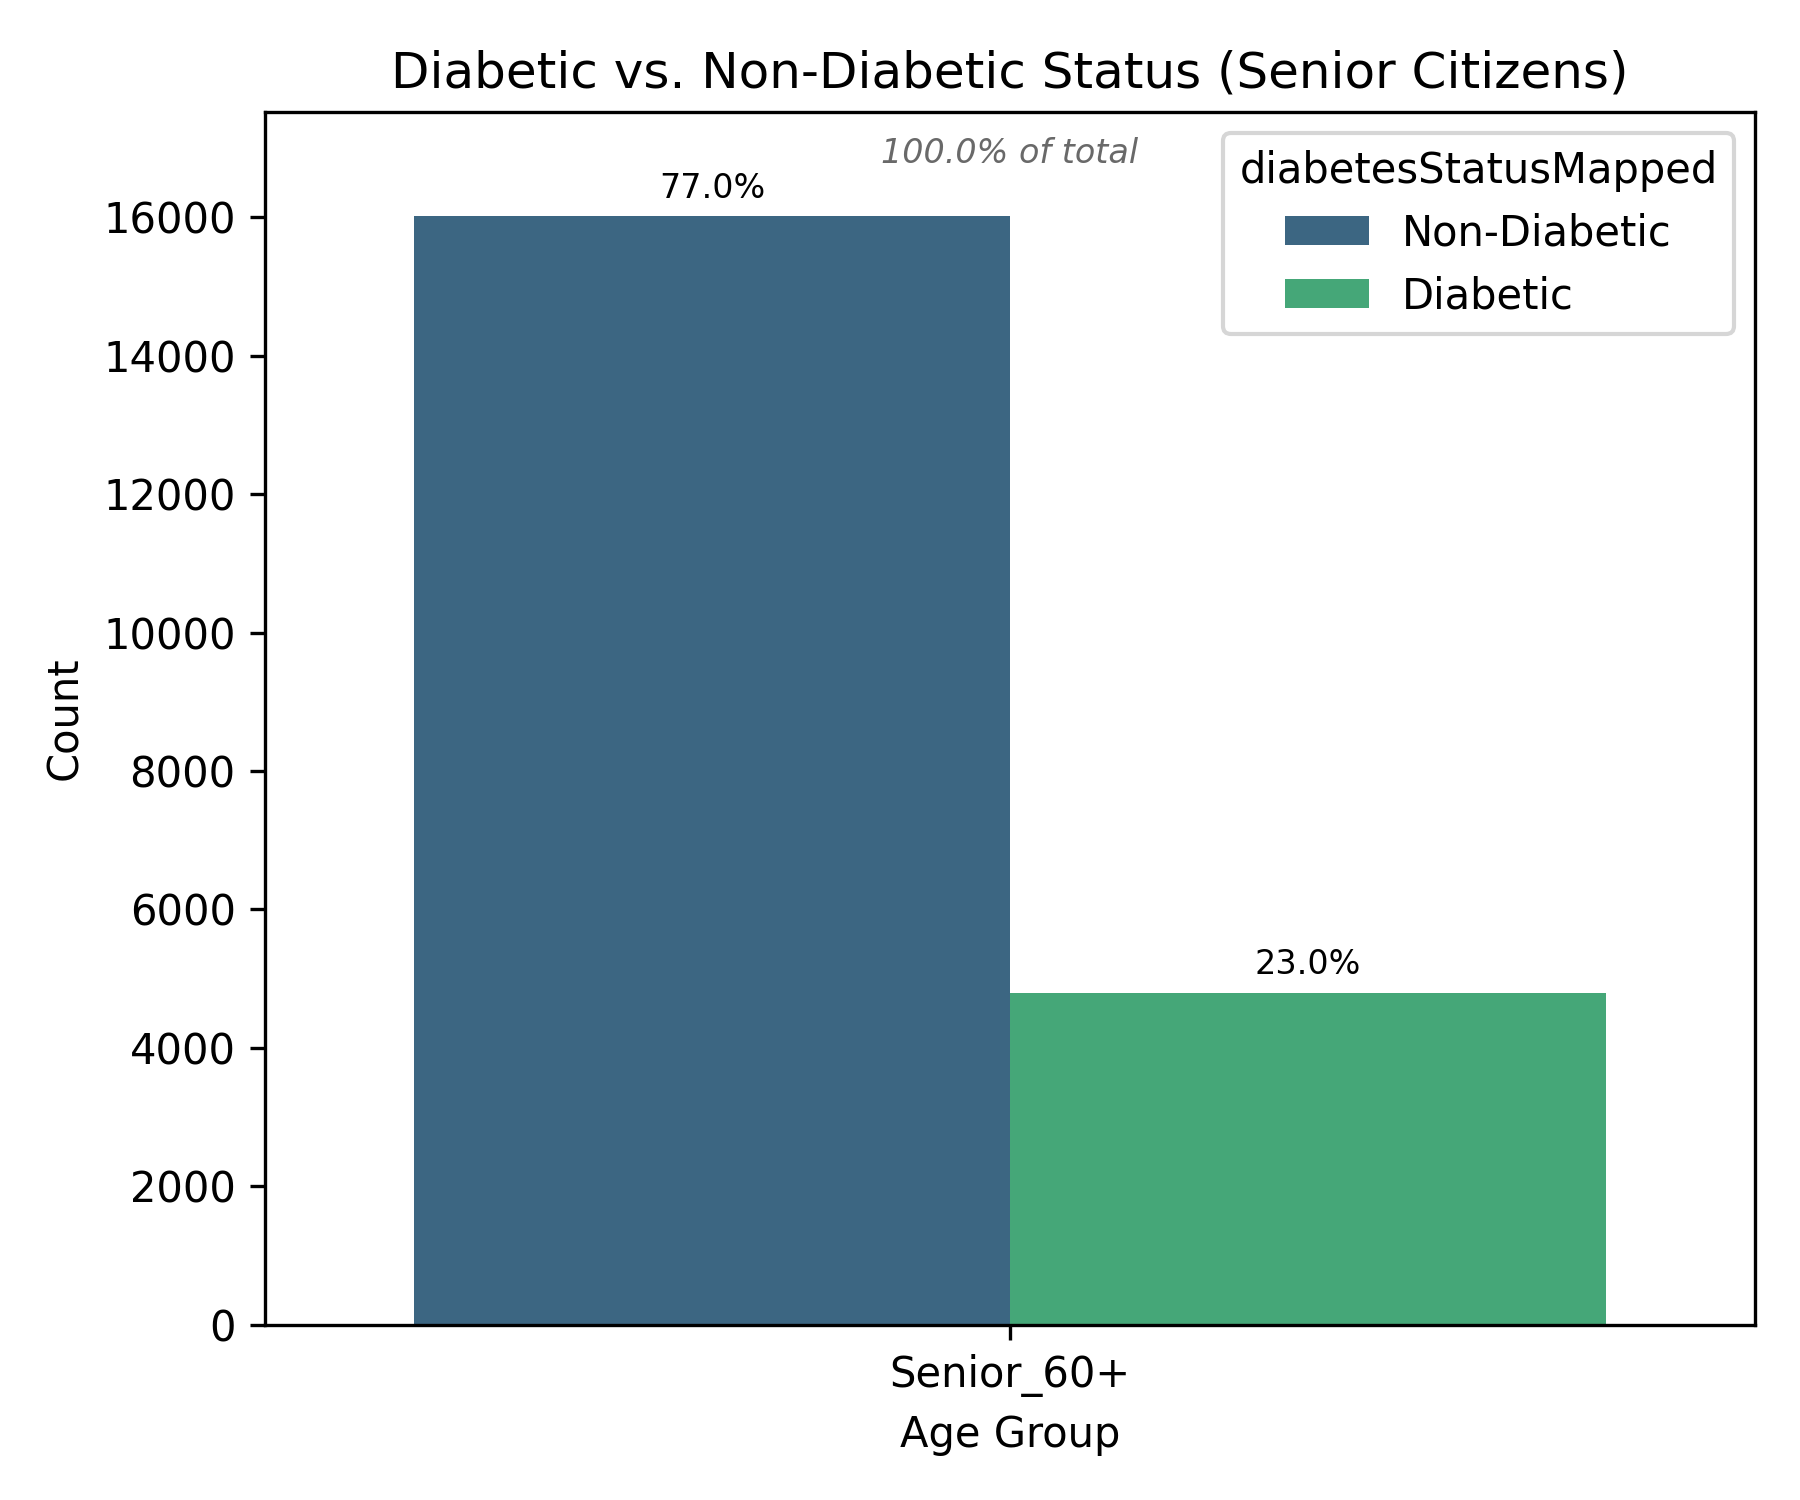 Diabetic vs. Non-Diabetic Status (Senior Citizens)
100.0% of total
77.0%
diabetesStatusMapped
Non-Diabetic
Diabetic
16000
14000
12000
10000
8000
6000
4000
2000
0
Count
23.0%
Senior_60+
Age Group